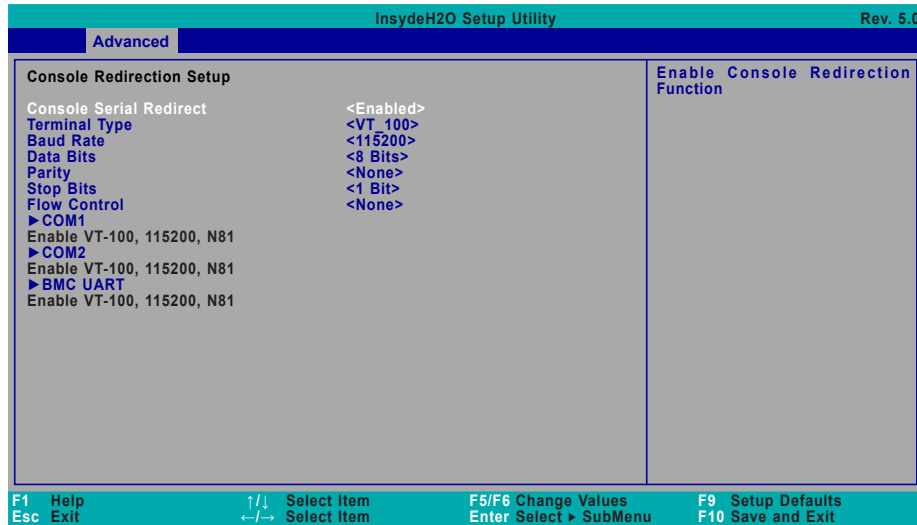 InsydeH2O Setup Utility Rev. 5.0
Advanced
Console Redirection Setup
Console Serial Redirect <Enabled>
Terminal Type <VT_100>
Baud Rate <115200>
Data Bits <8 Bits>
Parity <None>
Stop Bits <1 Bit>
Flow Control <None>
►COM1
Enable VT-100, 115200, N81
►COM2
Enable VT-100, 115200, N81
►BMC UART
Enable VT-100, 115200, N81
Enable Console Redirection
Function
F1 Help ↑/↓ Select Item F5/F6 Change Values F9 Setup Defaults
Esc Exit ←/→ Select Item Enter Select ► SubMenu F10 Save and Exit